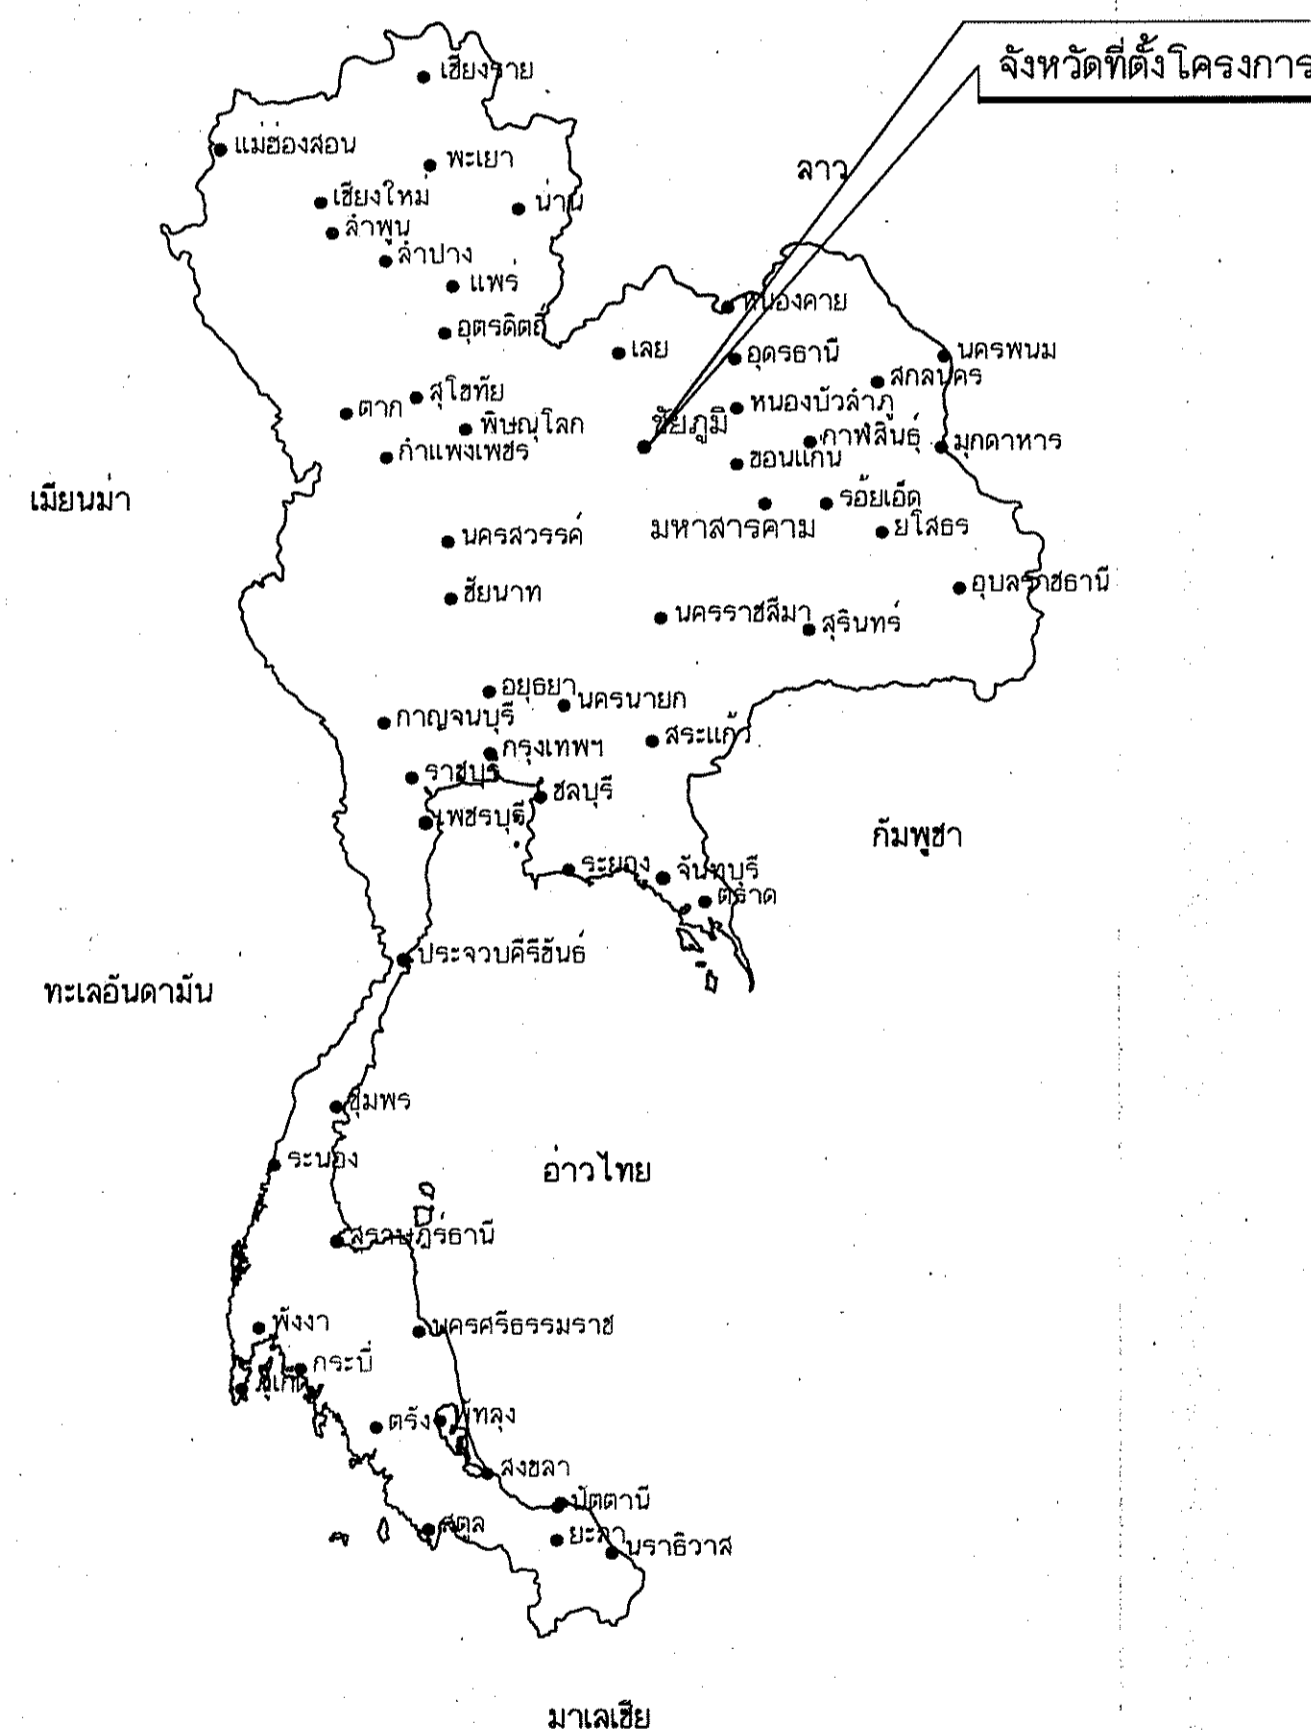 จังหวัดที่ตั้งโครงการ
เชียงราย
แม่ฮ่องสอน
พะเยา
ลาว
เชียงใหม่
น่าน
ลำพูน
ลำปาง
แพร่
หนองคาย
อุตรดิตถ์
เลย
อุดรธานี
นครพนม
สกลนคร
สุโขทัย
ตาก
หนองบัวลำภู
พิษณุโลก
ชัยภูมิ
กาฬสินธุ์
มุกดาหาร
กำแพงเพชร
ขอนแก่น
เมียนม่า
ร้อยเอ็ด
มหาสารคาม
ยโสธร
นครสวรรค์
อุบลราชธานี
ชัยนาท
นครราชสีมา
สุรินทร์
อยุธยา
นครนายก
กาญจนบุรี
สระแก้ว
กรุงเทพฯ
ราชบุรี
ชลบุรี
เพชรบุรี
กัมพูชา
ระยอง
จันทบุรี
ตราด
ประจวบคีรีขันธ์
ทะเลอันดามัน
ชุมพร
ระนอง
อ่าวไทย
สุราษฎร์ธานี
พังงา
นครศรีธรรมราช
กระบี่
ภูเก็ต
ตรัง
พัทลุง
สงขลา
ปัตตานี
สตูล
ยะลา
นราธิวาส
มาเลเซีย